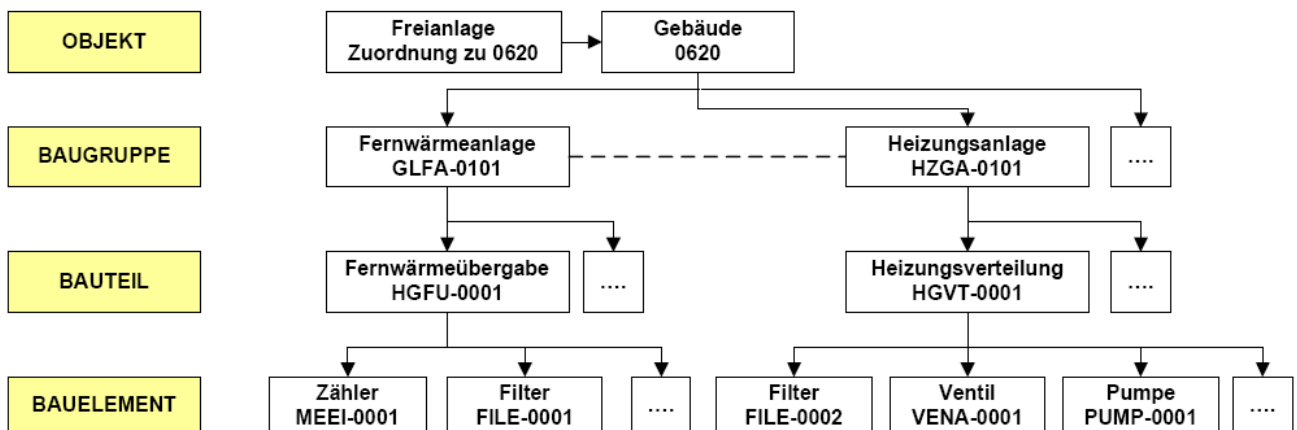 OBJEKT
Freianlage
Zuordnung zu 0620
Gebäude
0620
BAUGRUPPE
Fernwärmeanlage
GLFA-0101
Heizungsanlage
HZGA-0101
....
BAUTEIL
Fernwärmeübergabe
HGFU-0001
....
Heizungsverteilung
HGVT-0001
....
BAUELEMENT
Zähler
MEEI-0001
Filter
FILE-0001
....
Filter
FILE-0002
Ventil
VENA-0001
Pumpe
PUMP-0001
....